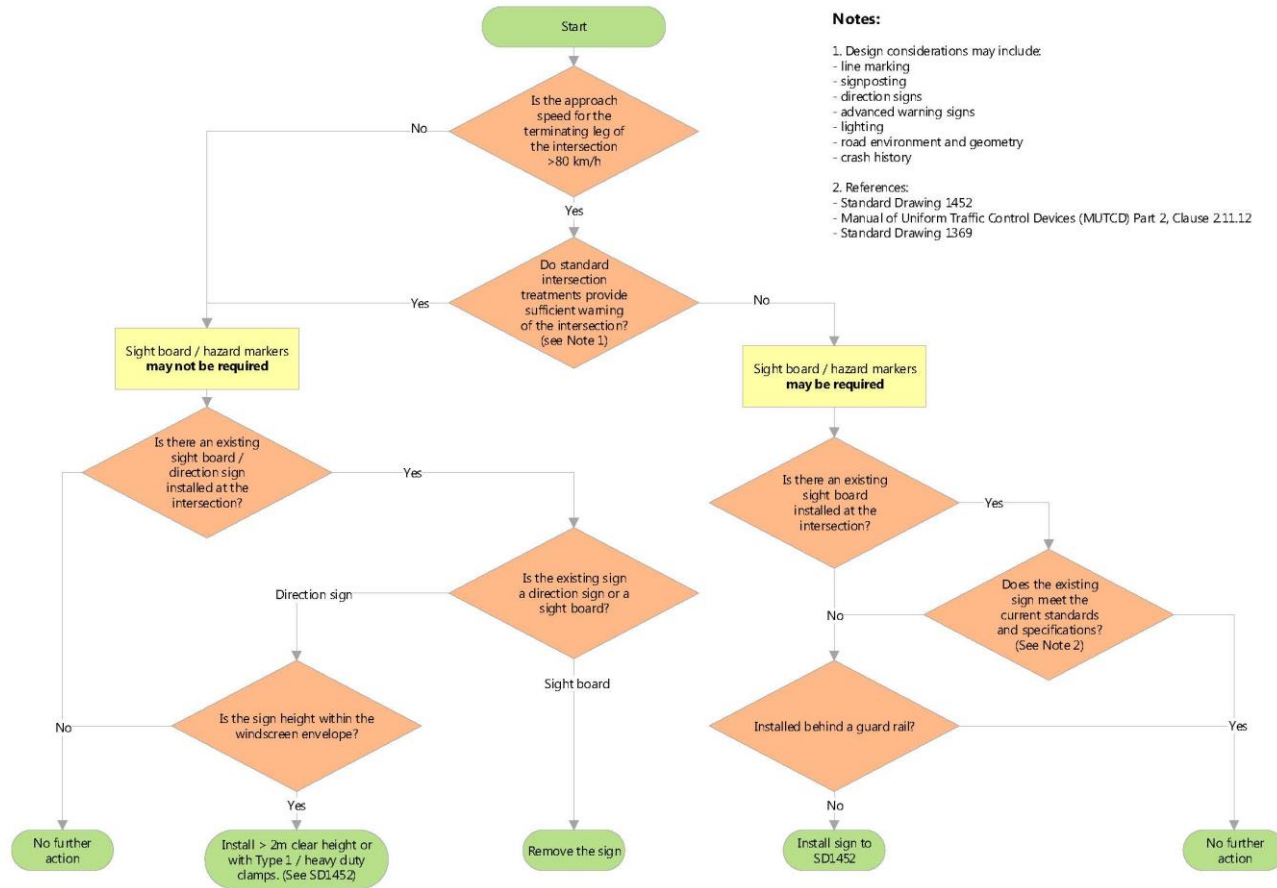 Start
Is the approach
speed for the
terminating leg of
the intersection
>80 km/h
No
Yes
Do standard
intersection
treatments provide
sufficient warning
of the intersection?
(see Note 1)
Yes
No
Sight board / hazard markers
may not be required
Sight board / hazard markers
may be required
Is there an existing
sight board /
direction sign
installed at the
intersection?
Yes
Is there an existing
sight board
installed at the
intersection?
Yes
Is the existing sign
a direction sign or a
sight board?
Direction sign
Sight board
Does the existing
sign meet the
current standards
and specifications?
(See Note 2)
No
Is the sign height within the
windscreen envelope?
No
Yes
Installed behind a guard rail?
Yes
No
No further
action
Install > 2m clear height or
with Type 1 / heavy duty
clamps. (See SD1452)
Remove the sign
Install sign to
SD1452
No further
action
Notes:
1. Design considerations may include:
- line marking
- signposting
- direction signs
- advanced warning signs
- lighting
- road environment and geometry
- crash history
2. References:
- Standard Drawing 1452
- Manual of Uniform Traffic Control Devices (MUTCD) Part 2, Clause 2.11.12
- Standard Drawing 1369